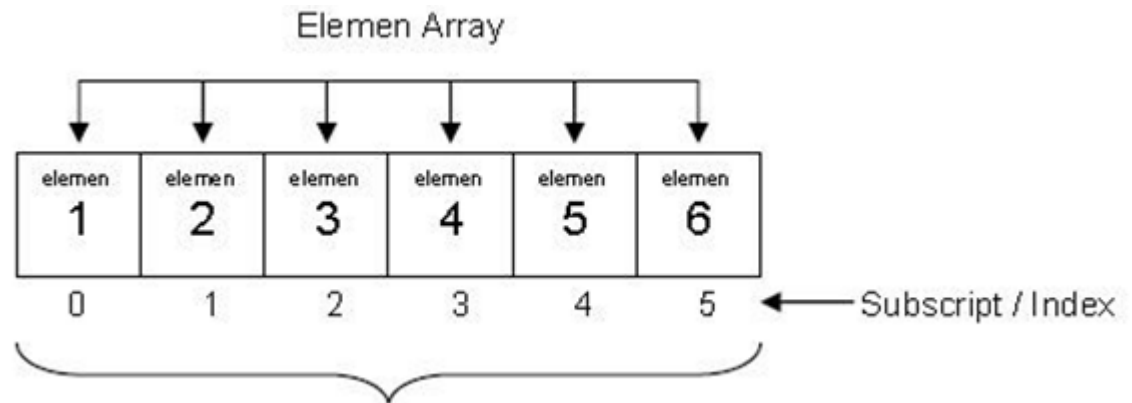 Elemen Array
elemen elemen elemen elemen elemen elemen
1 2 3 4 5 6
0 1 2 3 4 5 Subscript / Index